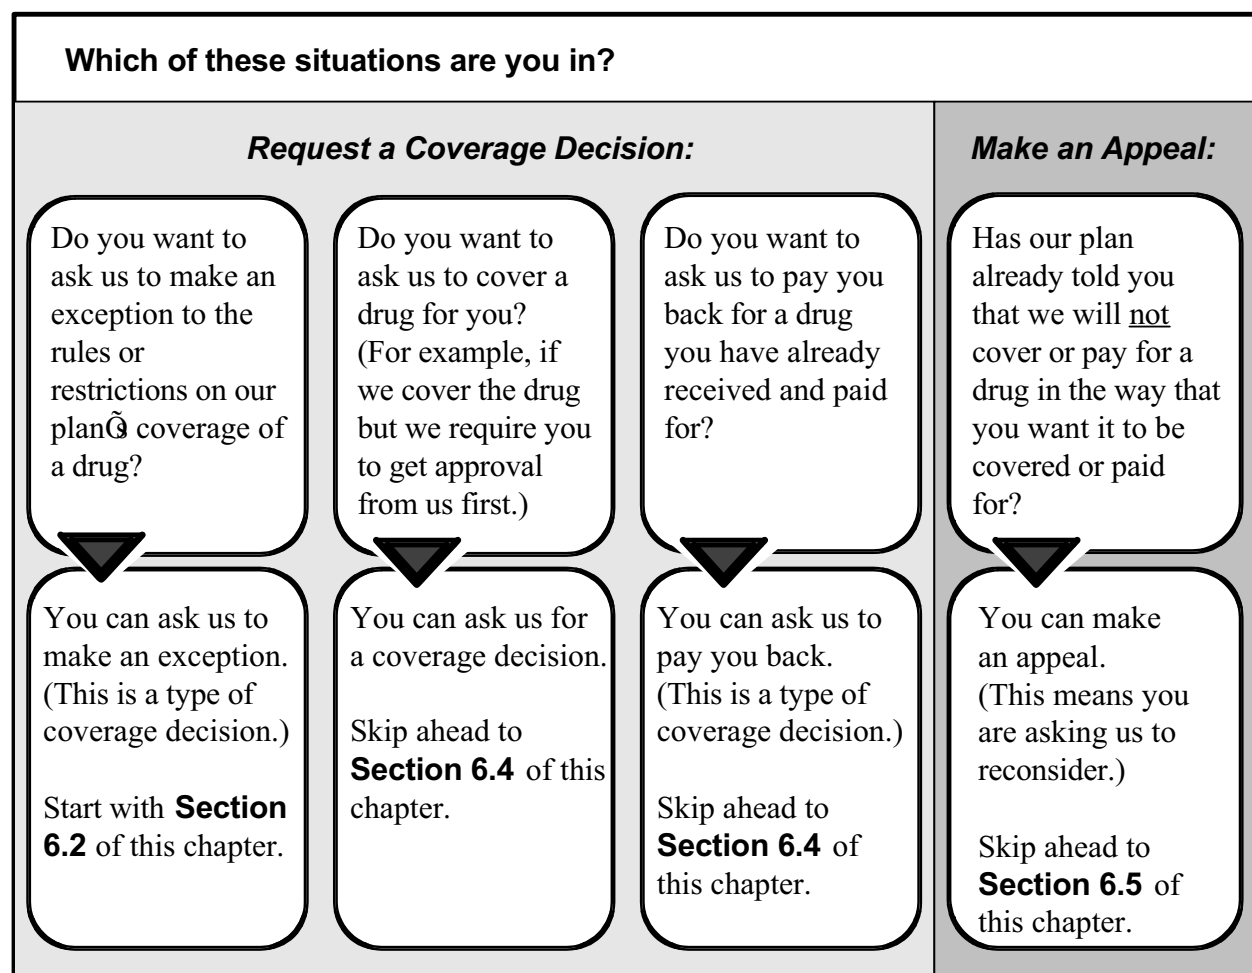 Which of these situations are you in?
Request a Coverage Decision:
Do you want to
ask us to make an
exception to the
rules or
restrictions on our
planÕs coverage of
a drug?
You can ask us to
make an exception.
(This is a type of
coverage decision.)
Start with Section
6.2 of this chapter.
Do you want to
ask us to cover a
drug for you?
(For example, if
we cover the drug
but we require you
to get approval
from us first.)
You can ask us for
a coverage decision.
Skip ahead to
Section 6.4 of this
chapter.
Do you want to
ask us to pay you
back for a drug
you have already
received and paid
for?
You can ask us to
pay you back.
(This is a type of
coverage decision.)
Skip ahead to
Section 6.4 of
this chapter.
Make an Appeal:
Has our plan
already told you
that we will not
cover or pay for a
drug in the way that
you want it to be
covered or paid
for?
You can make
an appeal.
(This means you
are asking us to
reconsider.)
Skip ahead to
Section 6.5 of
this chapter.